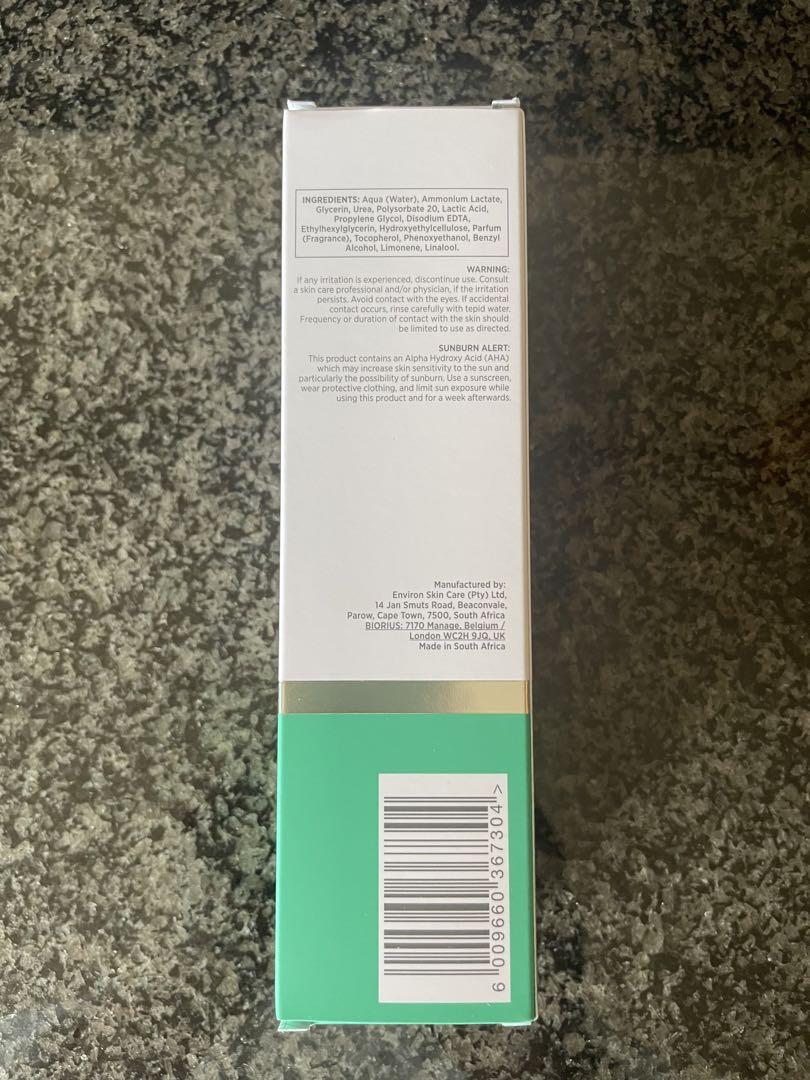 INGREDIENTS: Aqua (Water), Ammonium Lactate,
Glycerin, Urea, Polysorbate 20, Lactic Acid,
Propylene Glycol, Disodium EDTA,
Ethylhexylglycerin, Hydroxyethylcellulose, Parfum
(Fragrance), Tocopherol, Phenoxyethanol, Benzyl
Alcohol, Limonene, Linalool.
WARNING:
If any irritation is experienced, discontinue use. Consult
a skin care professional and/or physician, if the irritation
persists. Avoid contact with the eyes. If accidental
contact occurs, rinse carefully with tepid water.
Frequency or duration of contact with the skin should
be limited to use as directed.
SUNBURN ALERT:
This product contains an Alpha Hydroxy Acid (AHA)
which may increase skin sensitivity to the sun and
particularly the possibility of sunburn. Use a sunscreen,
wear protective clothing, and limit sun exposure while
using this product and for a week afterwards.
Manufactured by:
Environ Skin Care (Pty) Ltd,
14 Jan Smuts Road, Beaconvale,
Parow, Cape Town, 7500, South Africa
BIORIUS: 7170 Manage, Belgium /
London WC2H 9JQ, UK
Made in South Africa
6 009660 367304 >